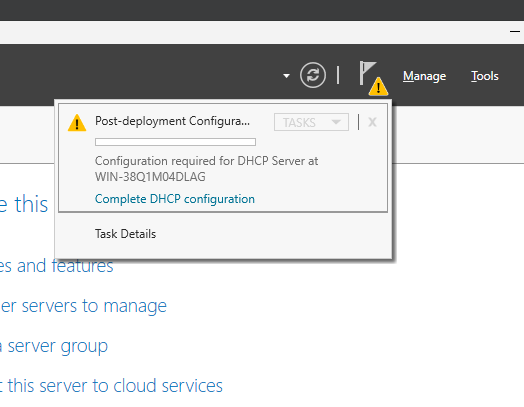 Manage Tools
Post-deployment Configura... TASKS X
Configuration required for DHCP Server at
WIN-38Q1M04DLAG
Complete DHCP configuration
Task Details
e this
es and features
er servers to manage
a server group
t this server to cloud services